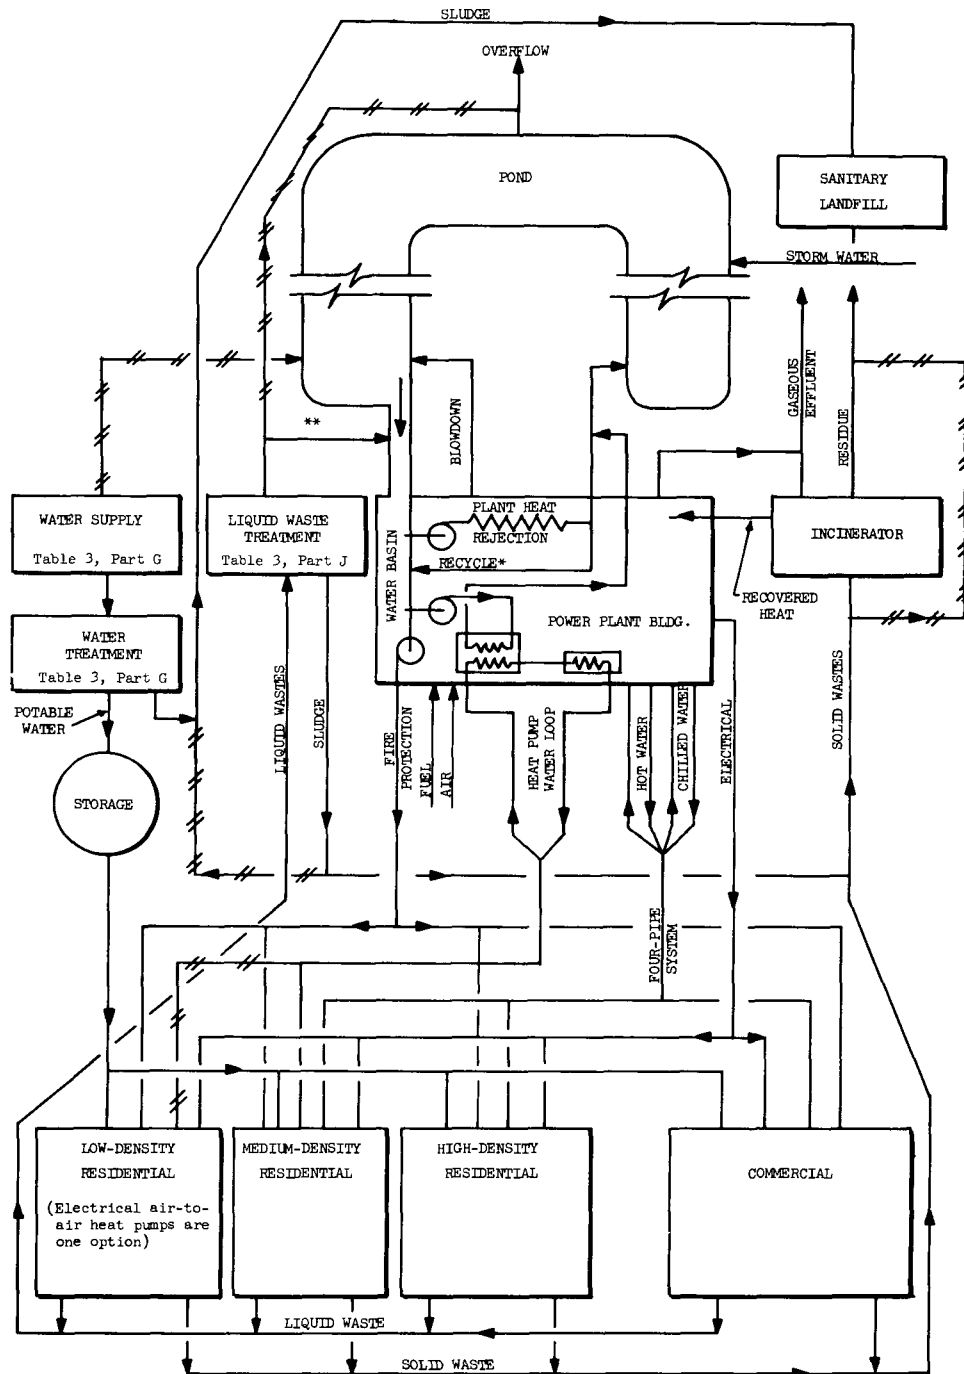 SLUDGE
OVERFLOW
POND
SANITARY
LANDFILL
STORM WATER
GASEOUS
EFFLUENT
RESIDUE
**
BLOWDOWN
WATER SUPPLY
Table 3, Part G
LIQUID WASTE
TREATMENT
Table 3, Part J
WATER BASIN
PLANT HEAT
REJECTION
RECYCLE*
POWER PLANT BLDG.
INCINERATOR
RECOVERED
HEAT
WATER
TREATMENT
Table 3, Part G
POTABLE
WATER
STORAGE
LIQUID WASTES
SLUDGE
FIRE
PROTECTION
FUEL
AIR
HEAT PUMP
WATER LOOP
HOT WATER
CHILLED WATER
ELECTRICAL
SOLID WASTES
FOUR-PIPE
SYSTEM
LOW-DENSITY
RESIDENTIAL
(Electrical air-to-
air heat pumps are
one option)
MEDIUM-DENSITY
RESIDENTIAL
HIGH-DENSITY
RESIDENTIAL
COMMERCIAL
LIQUID WASTE
SOLID WASTE